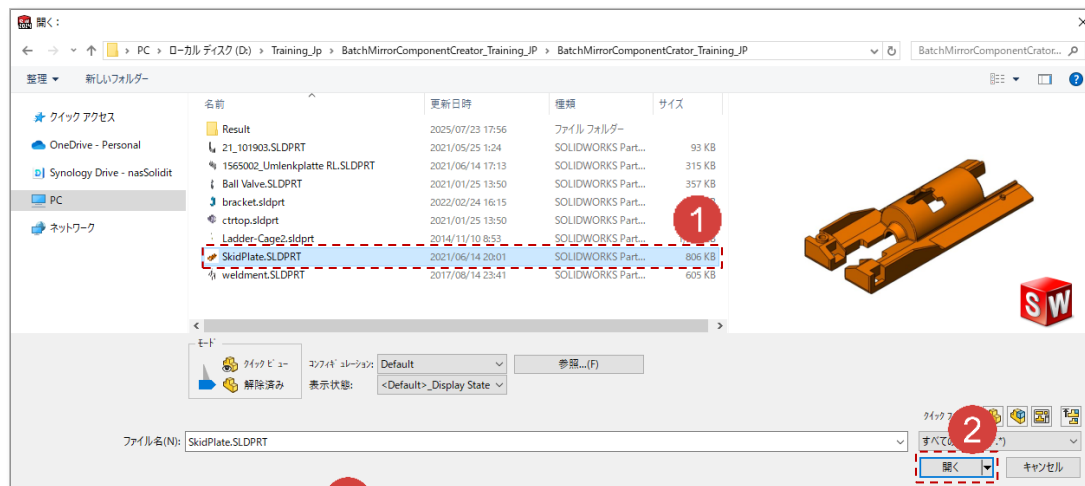 開く:
PC > ローカル ディスク (D:) > Training_Jp > BatchMirrorComponentCreator_Training_JP > BatchMirrorComponentCrator_Training_JP
BatchMirrorComponentCrator...
整理 新しいフォルダー
名前 更新日時 種類 サイズ
クイック アクセス
OneDrive - Personal
Synology Drive - nasSolidit
PC
ネットワーク
Result 2025/07/23 17:56 ファイル フォルダー
21_101903.SLDPRT 2021/05/25 1:24 SOLIDWORKS Part... 93 KB
1565002_Umlenkplatte RL.SLDPRT 2021/06/14 17:13 SOLIDWORKS Part... 315 KB
Ball Valve.SLDPRT 2021/01/25 13:50 SOLIDWORKS Part... 357 KB
bracket.sldprt 2022/02/24 16:15 SOLIDWORKS Part...
ctrtop.sldprt 2021/01/25 13:50 SOLIDWORKS Part...
Ladder-Cage2.sldprt 2014/11/10 8:53 SOLIDWORKS Part...
SkidPlate.SLDPRT 2021/06/14 20:01 SOLIDWORKS Part... 806 KB
weldment.SLDPRT 2017/08/14 23:41 SOLIDWORKS Part... 605 KB
1
SW
モード
クイック ビュー
解除済み
コンフィギュレーション: Default
表示状態: <Default>_Display State
参照...(F)
クイック
2
ファイル名(N): SkidPlate.SLDPRT
すべての .*)
開く キャンセル